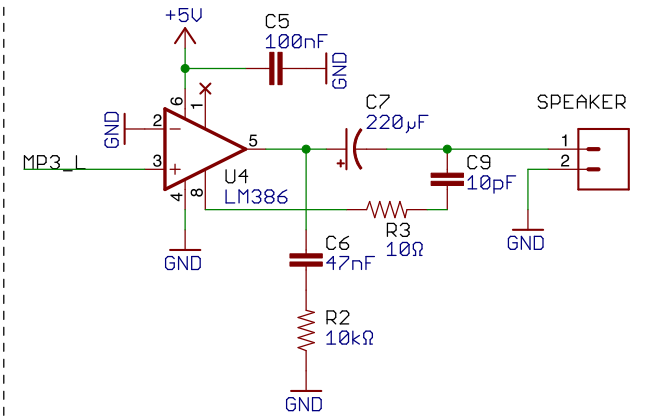 +5V
C5
100nF
GND
GND
6
1
2
3
5
4
8
MP3_L
U4
LM386
GND
C7
220µF
+
SPEAKER
1
2
C9
10pF
R3
10Ω
GND
C6
47nF
R2
10kΩ
GND